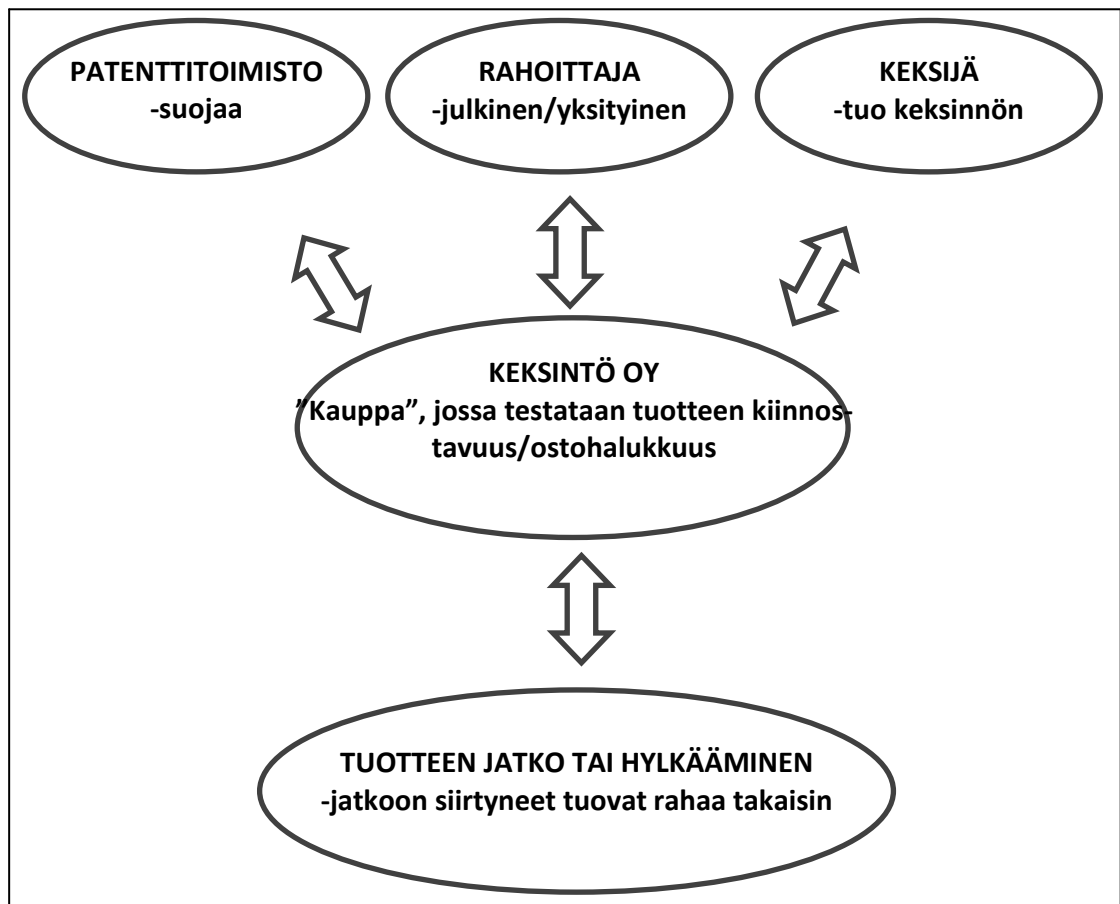 PATENTTITOIMISTO
-suojaa
RAHOITTAJA
-julkinen/yksityinen
KEKSIJÄ
-tuo keksinnön
KEKSINTÖ OY
”Kauppa”, jossa testataan tuotteen kiinnos-
tavuus/ostohalukkuus
TUOTTEEN JATKO TAI HYLKÄÄMINEN
-jatkoon siirtyneet tuovat rahaa takaisin